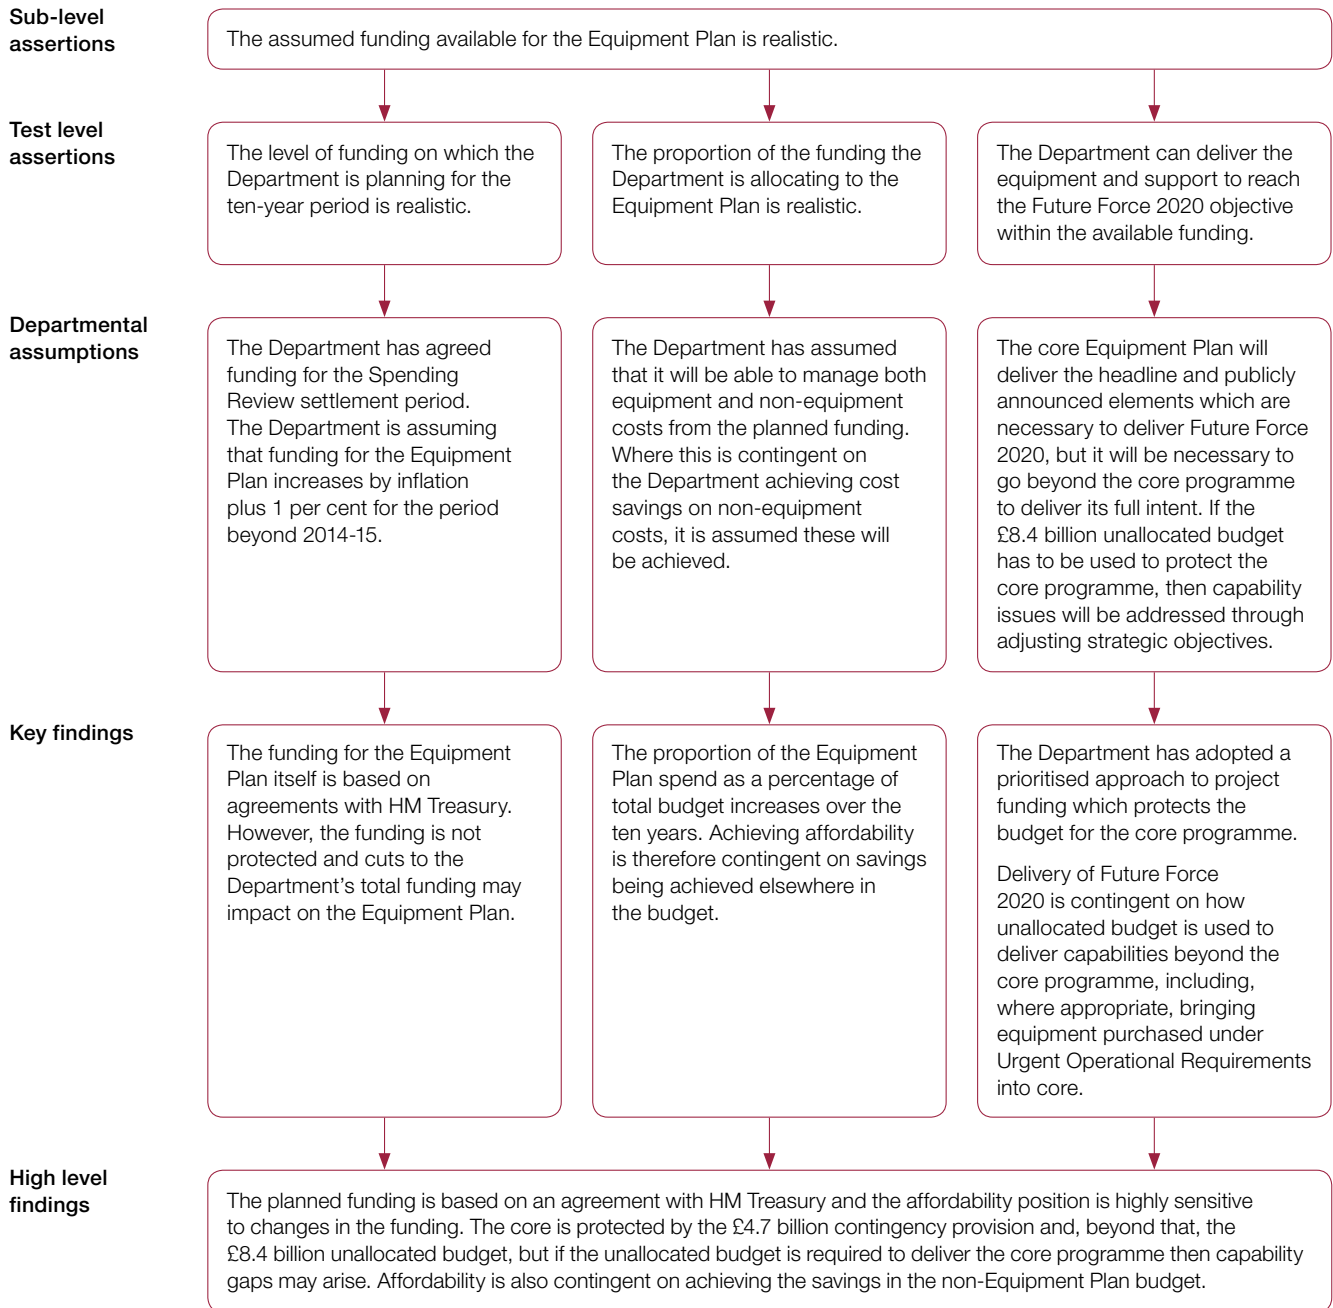 Sub-level
assertions
The assumed funding available for the Equipment Plan is realistic.
Test level
assertions
The level of funding on which the
Department is planning for the
ten-year period is realistic.
The proportion of the funding the
Department is allocating to the
Equipment Plan is realistic.
The Department can deliver the
equipment and support to reach
the Future Force 2020 objective
within the available funding.
Departmental
assumptions
The Department has agreed
funding for the Spending
Review settlement period.
The Department is assuming
that funding for the Equipment
Plan increases by inflation
plus 1 per cent for the period
beyond 2014-15.
The Department has assumed
that it will be able to manage both
equipment and non-equipment
costs from the planned funding.
Where this is contingent on
the Department achieving cost
savings on non-equipment
costs, it is assumed these will
be achieved.
The core Equipment Plan will
deliver the headline and publicly
announced elements which are
necessary to deliver Future Force
2020, but it will be necessary to
go beyond the core programme
to deliver its full intent. If the
£8.4 billion unallocated budget
has to be used to protect the
core programme, then capability
issues will be addressed through
adjusting strategic objectives.
Key findings
The funding for the Equipment
Plan itself is based on
agreements with HM Treasury.
However, the funding is not
protected and cuts to the
Department's total funding may
impact on the Equipment Plan.
The proportion of the Equipment
Plan spend as a percentage of
total budget increases over the
ten years. Achieving affordability
is therefore contingent on savings
being achieved elsewhere in
the budget.
The Department has adopted a
prioritised approach to project
funding which protects the
budget for the core programme.
Delivery of Future Force
2020 is contingent on how
unallocated budget is used to
deliver capabilities beyond the
core programme, including,
where appropriate, bringing
equipment purchased under
Urgent Operational Requirements
into core.
High level
findings
The planned funding is based on an agreement with HM Treasury and the affordability position is highly sensitive
to changes in the funding. The core is protected by the £4.7 billion contingency provision and, beyond that, the
£8.4 billion unallocated budget, but if the unallocated budget is required to deliver the core programme then capability
gaps may arise. Affordability is also contingent on achieving the savings in the non-Equipment Plan budget.